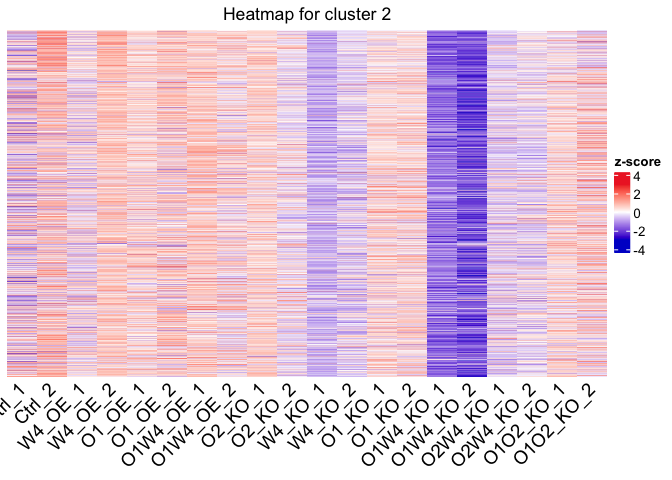 Heatmap for cluster 2
z-score
4
2
0
-2
-4
trl_1
Ctrl_2
W4_OE_1
W4_OE_2
O1_OE_1
O1_OE_2
O1W4_OE_1
O1W4_OE_2
O2_KO_1
O2_KO_2
W4_KO_1
W4_KO_2
O1_KO_1
O1_KO_2
O1W4_KO_1
O1W4_KO_2
O2W4_KO_1
O2W4_KO_2
O1O2_KO_1
O1O2_KO_2